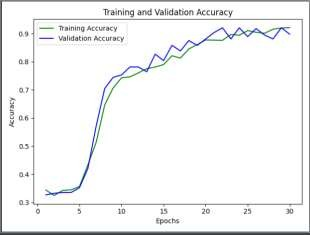 Training and Validation Accuracy
Training Accuracy
Validation Accuracy
Accuracy
0.9
0.8
0.7
0.6
0.5
0.4
0.3
0
5
10
15
20
25
30
Epochs